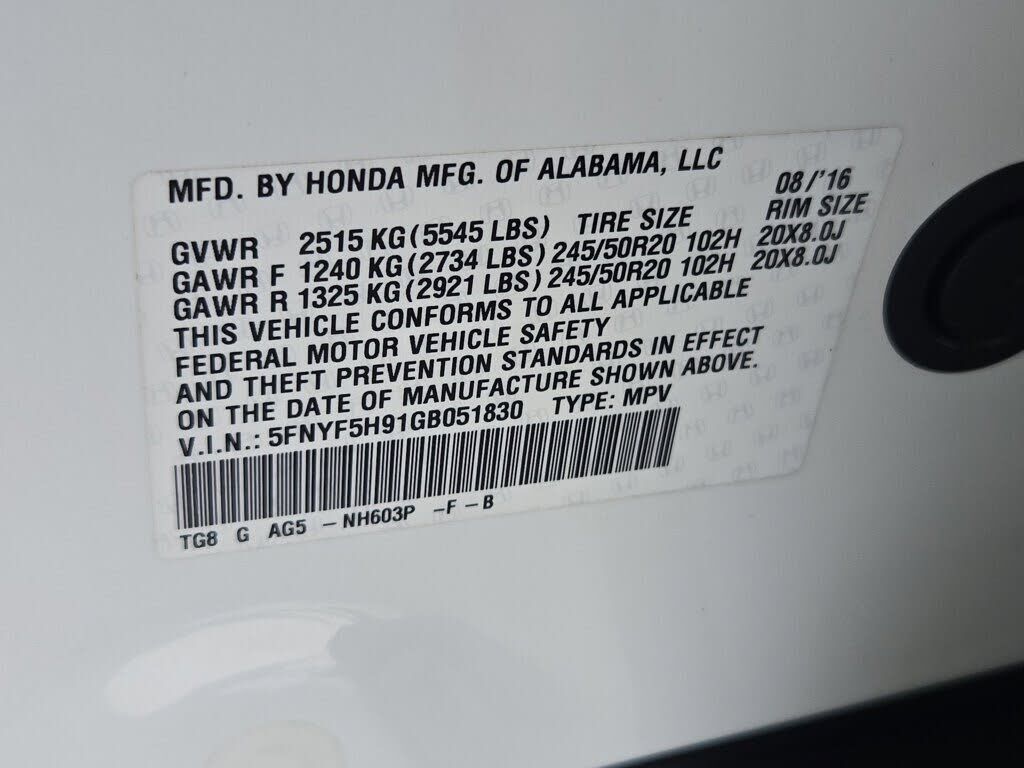 MFD. BY HONDA MFG. OF ALABAMA, LLC
08/'16
GVWR 2515 KG(5545 LBS) TIRE SIZE RIM SIZE
GAWR F 1240 KG(2734 LBS) 245/50R20 102H 20X8.0J
GAWR R 1325 KG(2921 LBS) 245/50R20 102H 20X8.0J
THIS VEHICLE CONFORMS TO ALL APPLICABLE
FEDERAL MOTOR VEHICLE SAFETY
AND THEFT PREVENTION STANDARDS IN EFFECT
ON THE DATE OF MANUFACTURE SHOWN ABOVE.
V.I.N.: 5FNYF5H91GB051830 TYPE: MPV
TG8 G AG5 -NH603P -F-B